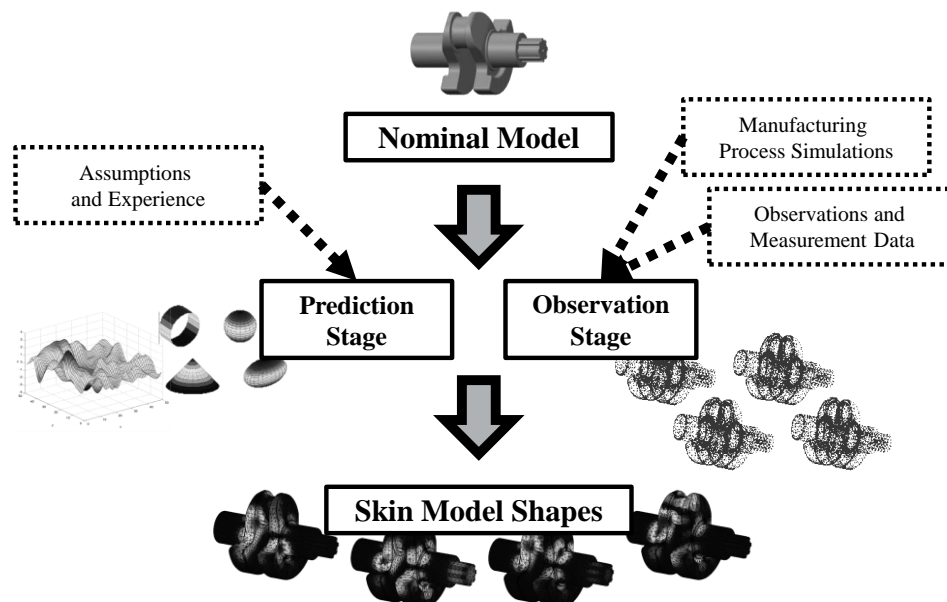 Nominal Model
Manufacturing
Process Simulations
Assumptions
and Experience
Observations and
Measurement Data
Prediction
Stage
Observation
Stage
Skin Model Shapes